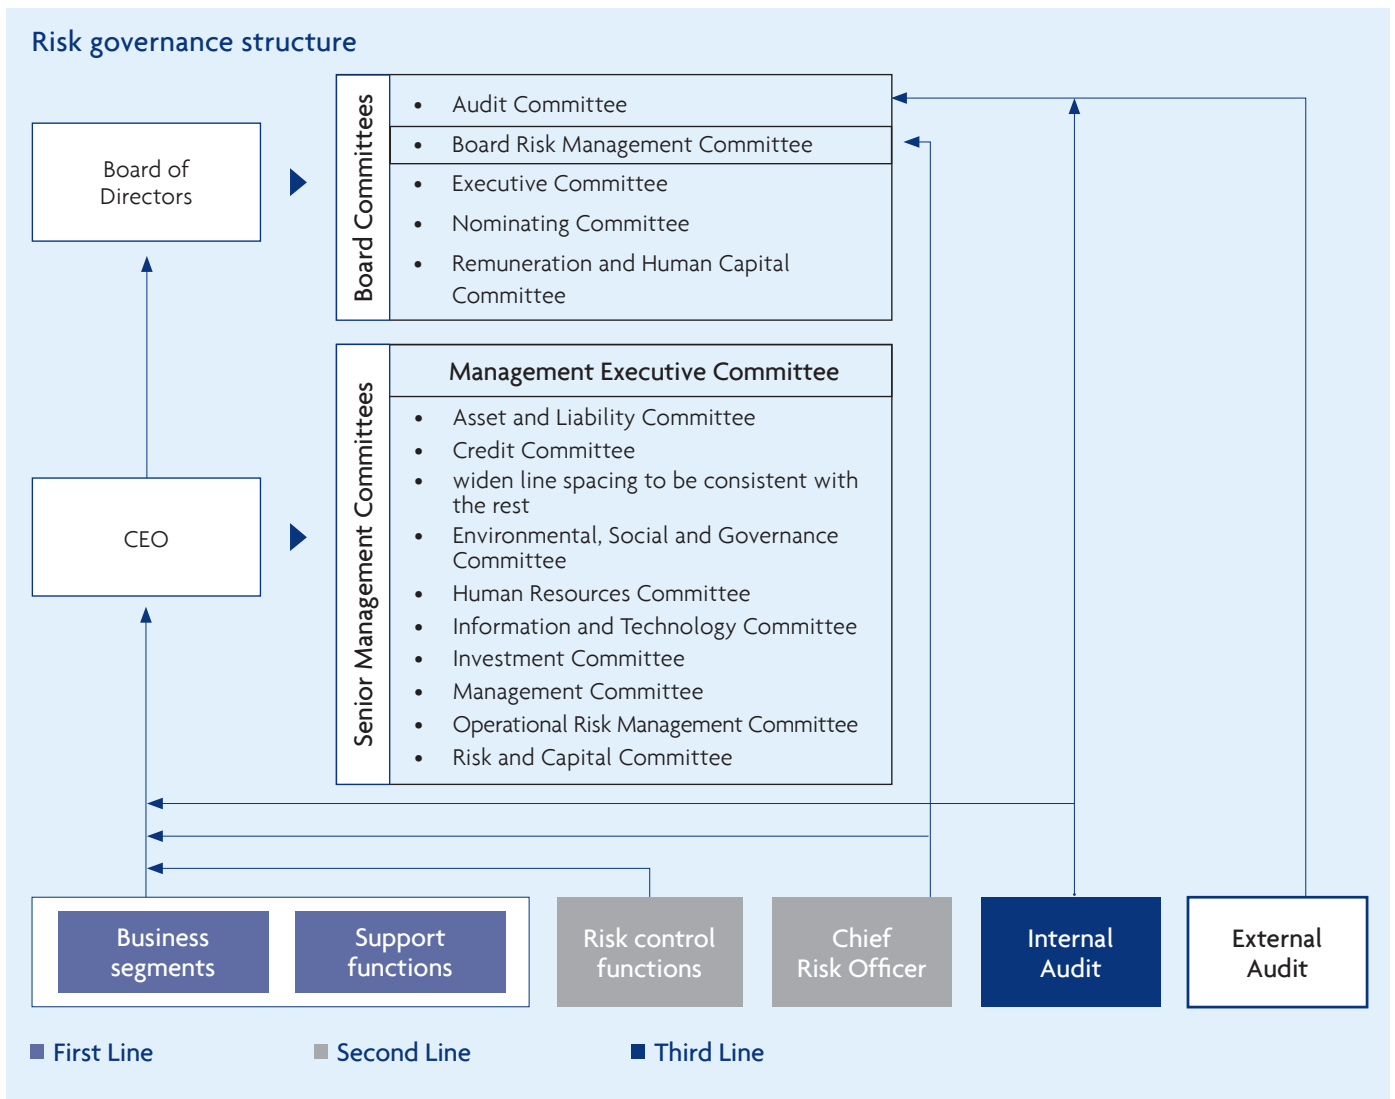 Risk governance structure
Board of
Directors
Board Committees
• Audit Committee
• Board Risk Management Committee
• Executive Committee
• Nominating Committee
• Remuneration and Human Capital
Committee
CEO
Senior Management Committees
Management Executive Committee
• Asset and Liability Committee
• Credit Committee
• widen line spacing to be consistent with
the rest
• Environmental, Social and Governance
Committee
• Human Resources Committee
• Information and Technology Committee
• Investment Committee
• Management Committee
• Operational Risk Management Committee
• Risk and Capital Committee
Business
segments
Support
functions
Risk control
functions
Chief
Risk Officer
Internal
Audit
External
Audit
First Line
Second Line
Third Line